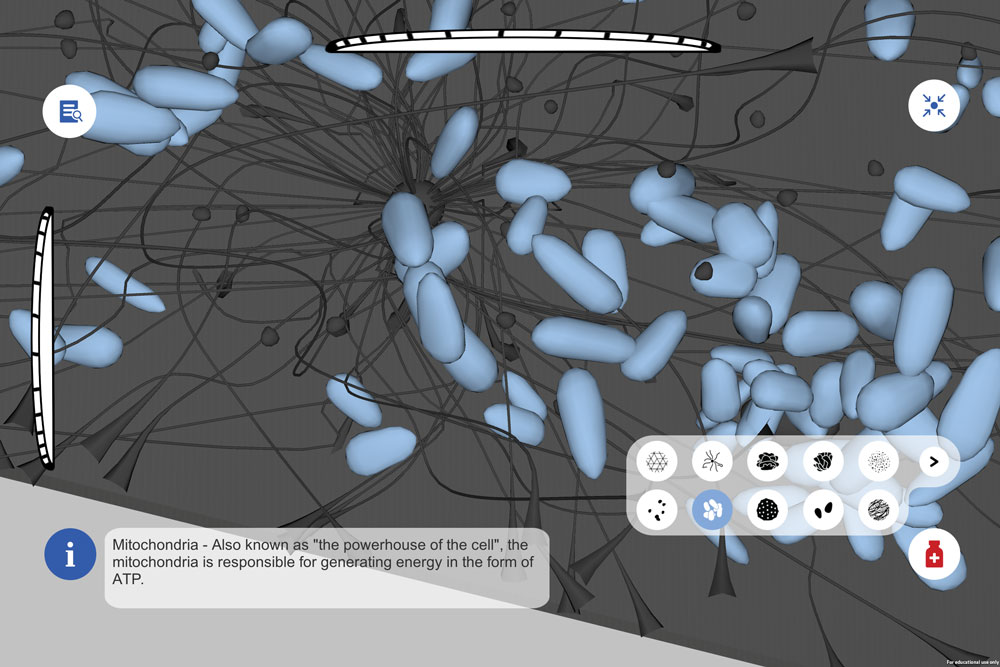 i
Mitochondria - Also known as "the powerhouse of the cell", the
mitochondria is responsible for generating energy in the form of
ATP.
For educational use only